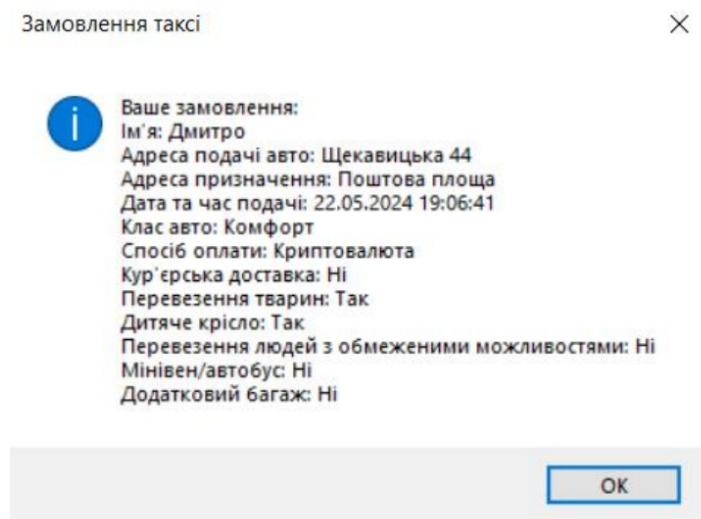 Замовлення таксі
Ваше замовлення:
Ім'я: Дмитро
Адреса подачі авто: Щекавицька 44
Адреса призначення: Поштова площа
Дата та час подачі: 22.05.2024 19:06:41
Клас авто: Комфорт
Спосіб оплати: Криптовалюта
Кур'єрська доставка: Ні
Перевезення тварин: Так
Дитяче крісло: Так
Перевезення людей з обмеженими можливостями: Ні
Мінівен/автобус: Ні
Додатковий багаж: Ні
OK